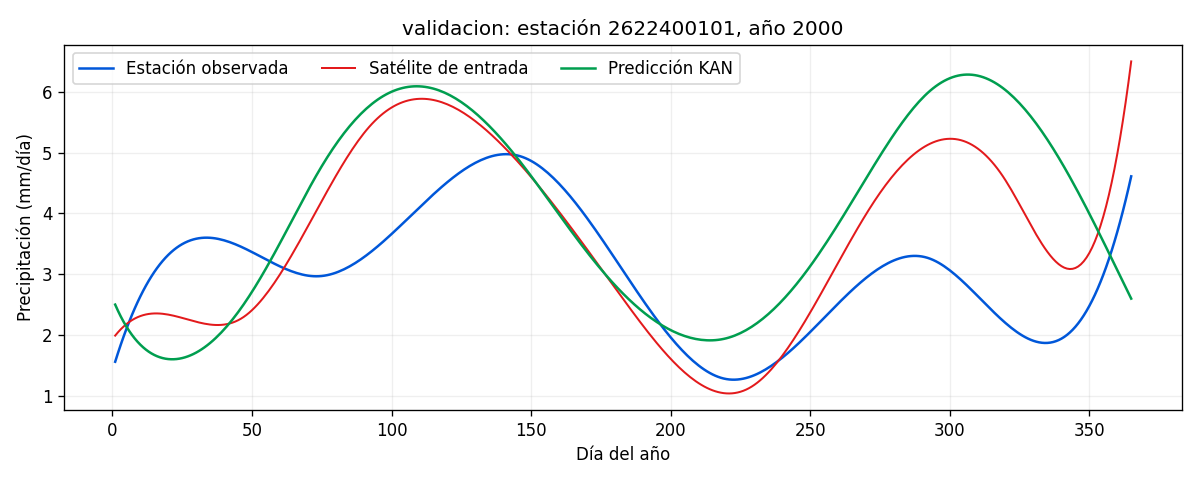 validacion: estación 2622400101, año 2000
Estación observada Satélite de entrada Predicción KAN
Precipitación (mm/día)
6
5
4
3
2
1
0 50 100 150 200 250 300 350
Día del año